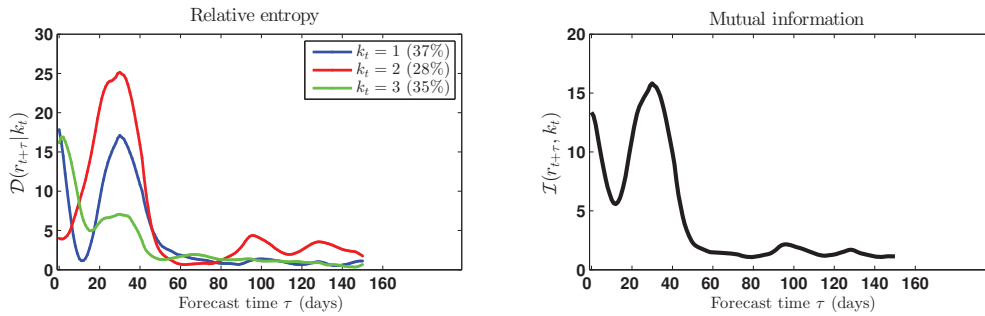 Relative entropy
30
25
20
15
10
5
0
0 20 40 60 80 100 120 140 160
Forecast time τ (days)
𝒟(r_{t+τ}|k_t)
k_t = 1 (37%)
k_t = 2 (28%)
k_t = 3 (35%)
Mutual information
20
15
10
5
0
0 20 40 60 80 100 120 140 160
Forecast time τ (days)
ℐ(r_{t+τ}, k_t)